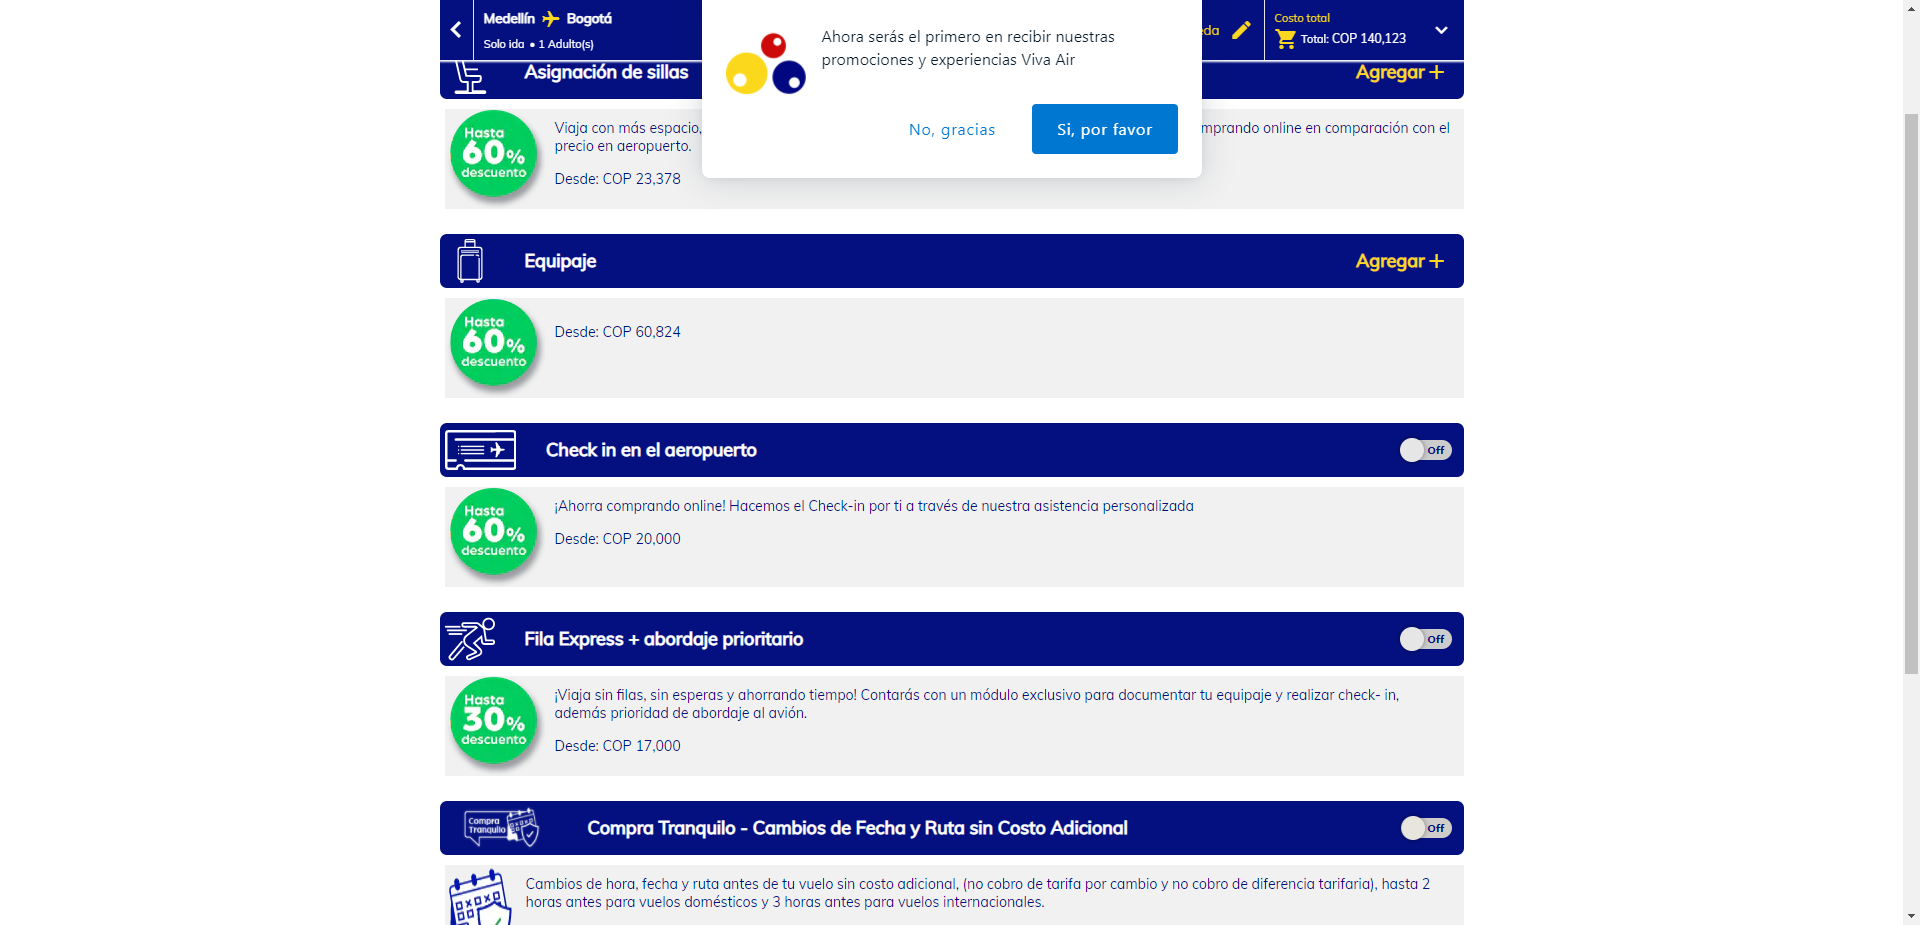 Medellín Bogotá
Solo ida • 1 Adulto(s)
Ahora serás el primero en recibir nuestras
promociones y experiencias Viva Air
No, gracias
Si, por favor
Costo total
Total: COP 140,123
Asignación de sillas
Agregar +
Hasta
60%
descuento
Viaja con más espacio,
comprando online en comparación con el
precio en aeropuerto.
Desde: COP 23,378
Equipaje
Agregar +
Hasta
60%
descuento
Desde: COP 60,824
Check in en el aeropuerto
Off
Hasta
60%
descuento
¡Ahorra comprando online! Hacemos el Check-in por ti a través de nuestra asistencia personalizada
Desde: COP 20,000
Fila Express + abordaje prioritario
Off
Hasta
30%
descuento
¡Viaja sin filas, sin esperas y ahorrando tiempo! Contarás con un módulo exclusivo para documentar tu equipaje y realizar check- in,
además prioridad de abordaje al avión.
Desde: COP 17,000
Compra
Tranquilo
Compra Tranquilo - Cambios de Fecha y Ruta sin Costo Adicional
Off
Cambios de hora, fecha y ruta antes de tu vuelo sin costo adicional, (no cobro de tarifa por cambio y no cobro de diferencia tarifaria), hasta 2
horas antes para vuelos domésticos y 3 horas antes para vuelos internacionales.